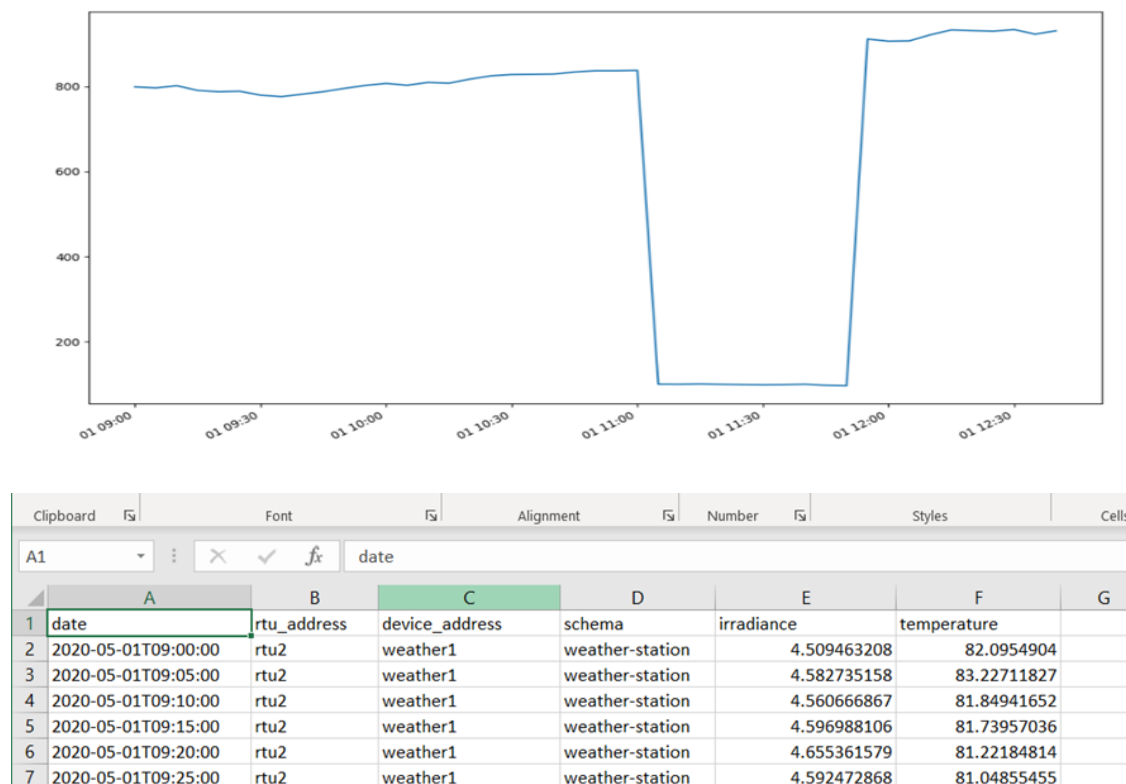 800
600
400
200
01 09:00 01 09:30 01 10:00 01 10:30 01 11:00 01 11:30 01 12:00 01 12:30
Clipboard Font Alignment Number Styles Cells
A1 fx date
A B C D E F G
1 date rtu_address device_address schema irradiance temperature
2 2020-05-01T09:00:00 rtu2 weather1 weather-station 4.509463208 82.0954904
3 2020-05-01T09:05:00 rtu2 weather1 weather-station 4.582735158 83.22711827
4 2020-05-01T09:10:00 rtu2 weather1 weather-station 4.560666867 81.84941652
5 2020-05-01T09:15:00 rtu2 weather1 weather-station 4.596988106 81.73957036
6 2020-05-01T09:20:00 rtu2 weather1 weather-station 4.655361579 81.22184814
7 2020-05-01T09:25:00 rtu2 weather1 weather-station 4.592472868 81.04855455